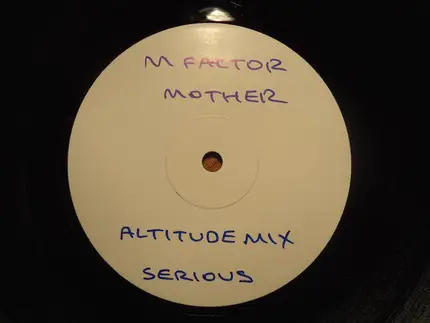 M FACTOR
MOTHER
ALTITUDE MIX
SERIOUS